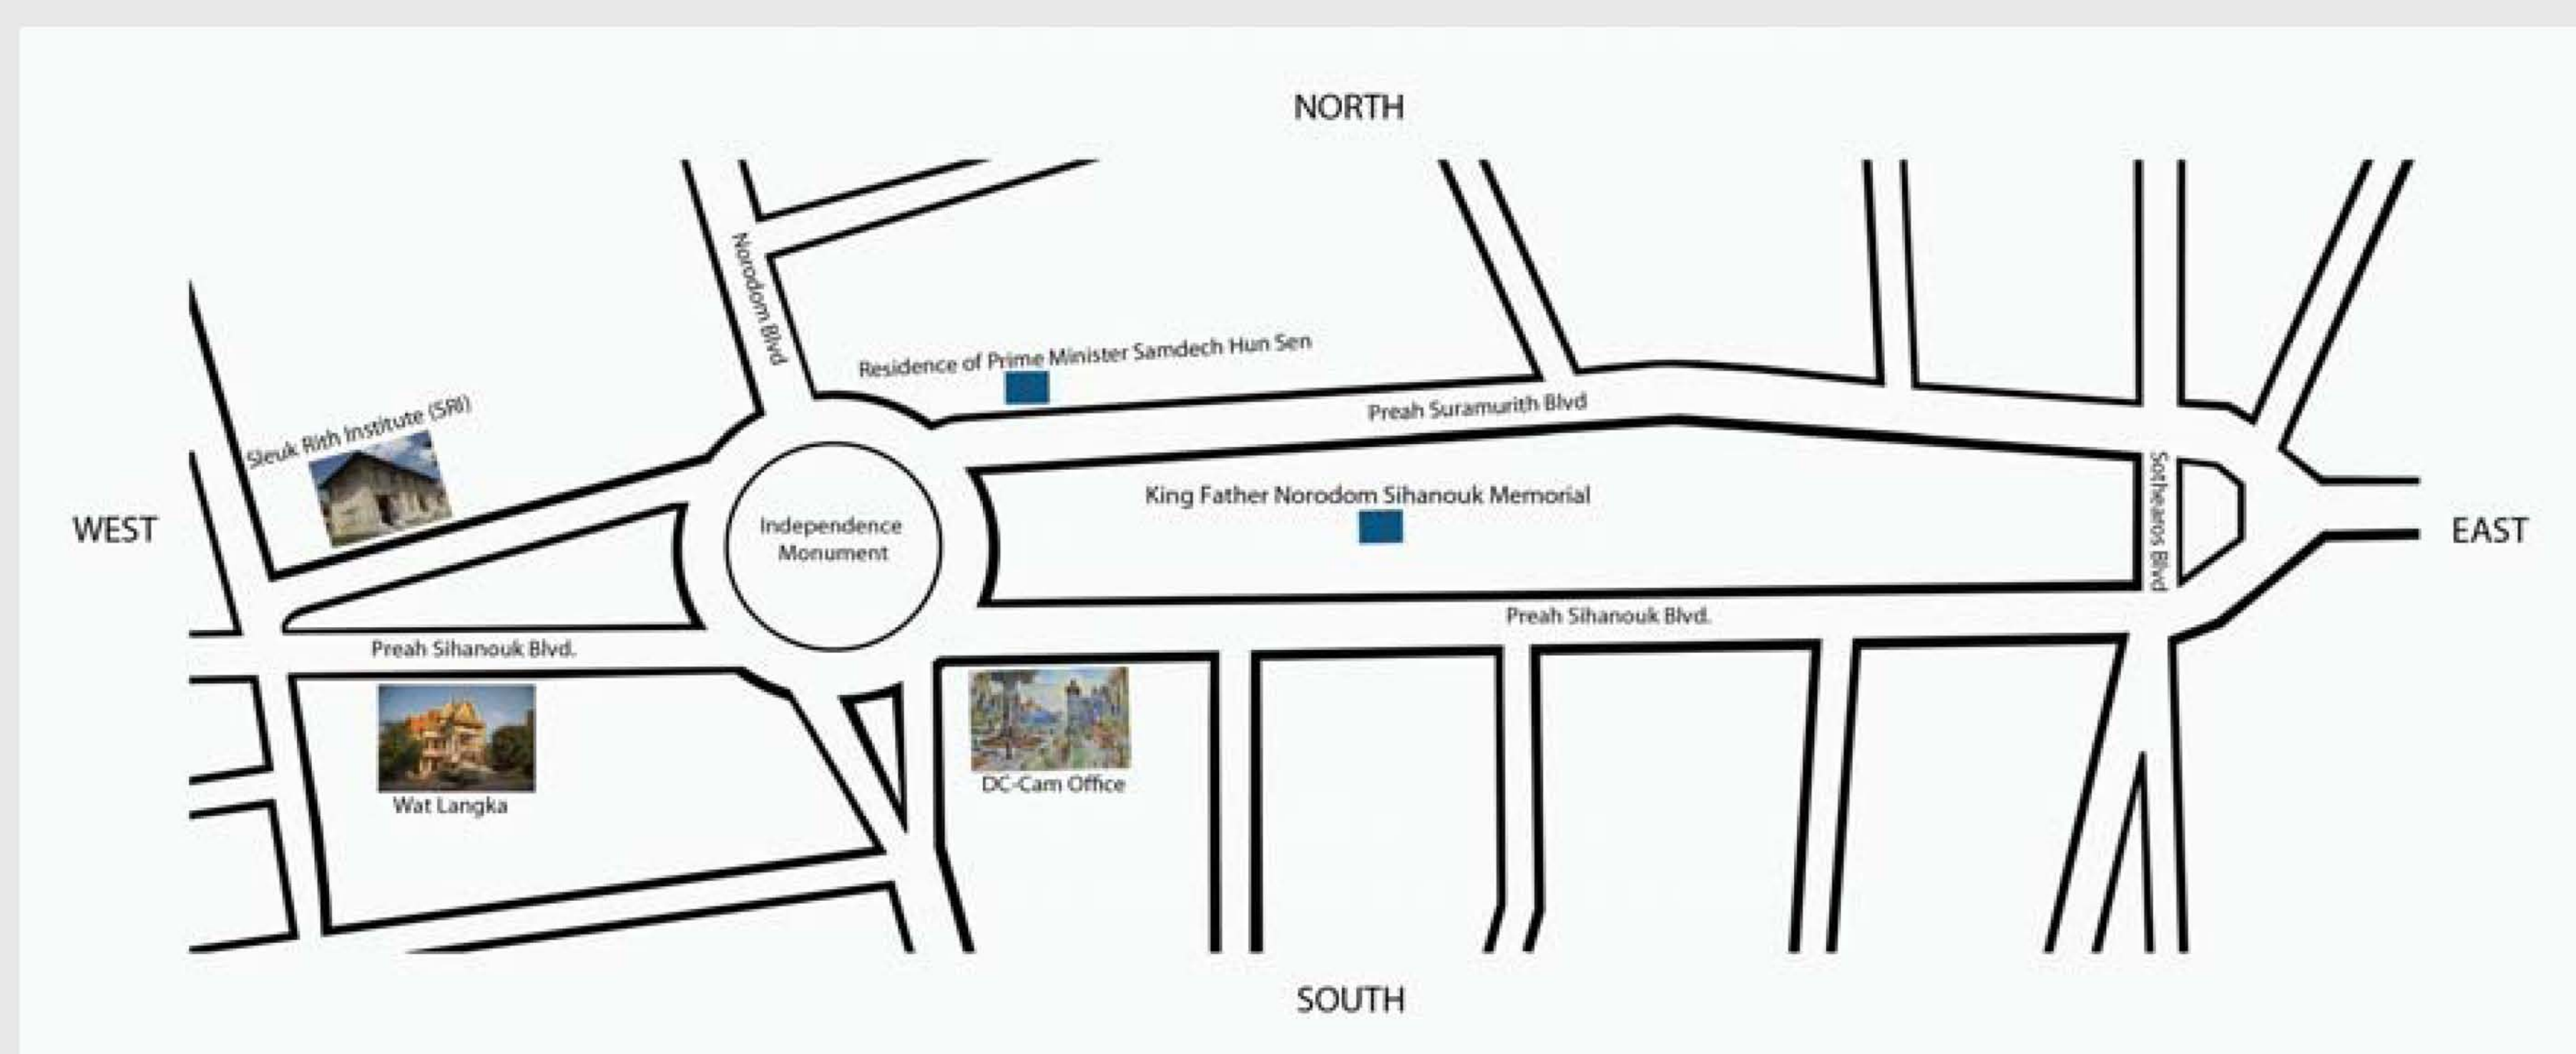 NORTH
Norodom Blvd
Residence of Prime Minister Samdech Hun Sen
Preah Suramurith Blvd
Sleuk Rith Institute (SRI)
King Father Norodom Sihanouk Memorial
Sothearos Blvd
WEST
Independence
Monument
EAST
Preah Sihanouk Blvd.
Preah Sihanouk Blvd.
Wat Langka
DC-Cam Office
SOUTH